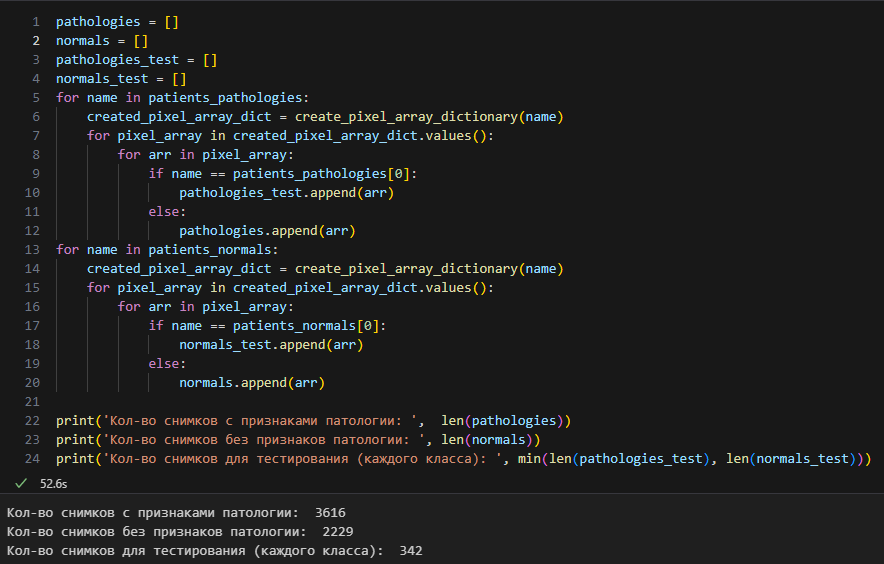 1 pathologies = []
2 normals = []
3 pathologies_test = []
4 normals_test = []
5 for name in patients_pathologies:
6     created_pixel_array_dict = create_pixel_array_dictionary(name)
7     for pixel_array in created_pixel_array_dict.values():
8         for arr in pixel_array:
9             if name == patients_pathologies[0]:
10                 pathologies_test.append(arr)
11             else:
12                 pathologies.append(arr)
13 for name in patients_normals:
14     created_pixel_array_dict = create_pixel_array_dictionary(name)
15     for pixel_array in created_pixel_array_dict.values():
16         for arr in pixel_array:
17             if name == patients_normals[0]:
18                 normals_test.append(arr)
19             else:
20                 normals.append(arr)
21
22 print('Кол-во снимков с признаками патологии: ',  len(pathologies))
23 print('Кол-во снимков без признаков патологии: ', len(normals))
24 print('Кол-во снимков для тестирования (каждого класса): ', min(len(pathologies_test), len(normals_test)))
✓ 52.6s
Кол-во снимков с признаками патологии:  3616
Кол-во снимков без признаков патологии:  2229
Кол-во снимков для тестирования (каждого класса):  342